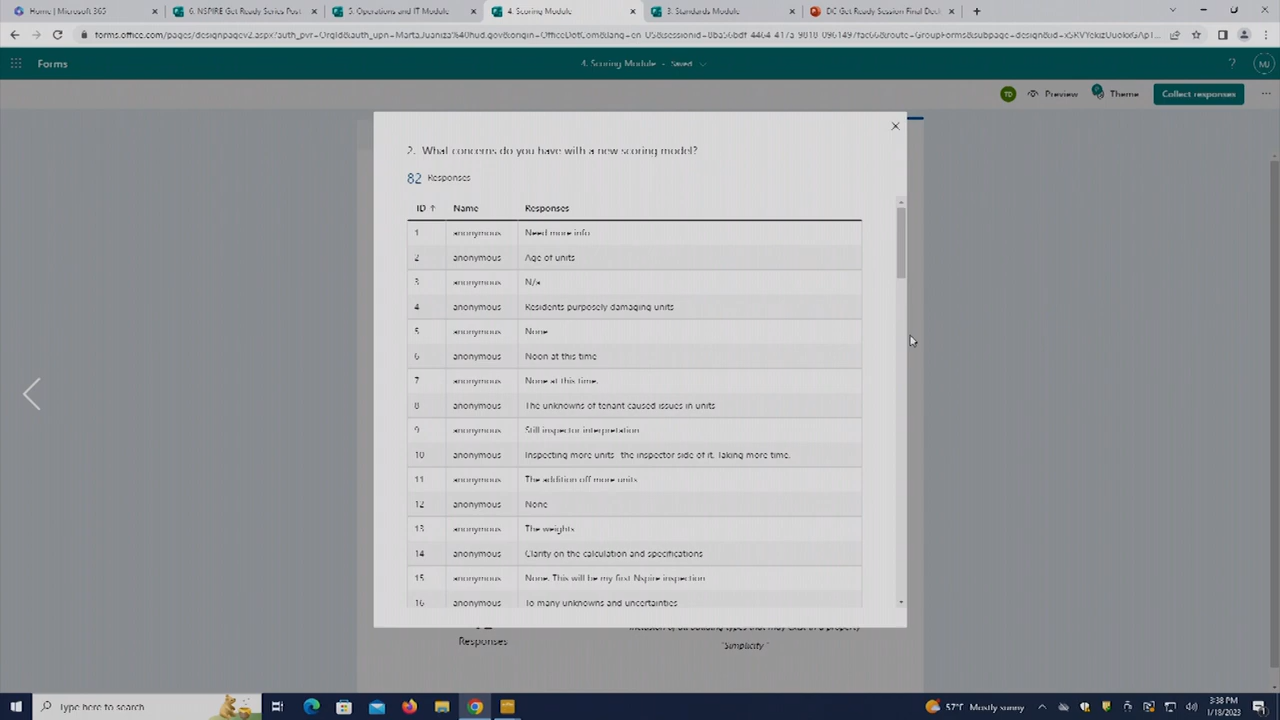 Home | Microsoft 365
6. NSPIRE Get Ready Series Post-
5. Operations and IT Module
4. Scoring Module
3. Standards Module
DC Get Ready Session Final Deck
Forms
4. Scoring Module - Saved
?
MJ
TD
Preview
Theme
Collect responses
2. What concerns do you have with a new scoring model?
82 Responses
ID ↑ Name Responses
1 anonymous Need more info
2 anonymous Age of units
3 anonymous N/a
4 anonymous Residents purposely damaging units
5 anonymous None
6 anonymous Noon at this time
7 anonymous None at this time.
8 anonymous The unknowns of tenant caused issues in units
9 anonymous Still inspector interpretation
10 anonymous Inspecting more units- the inspector side of it. Taking more time.
11 anonymous The addition off more units
12 anonymous None
13 anonymous The weights
14 anonymous Clarity on the calculation and specifications
15 anonymous None. This will be my first Nspire inspection
16 anonymous To many unknowns and uncertainties
Responses
"Simplicity "
Type here to search
57°F Mostly sunny
3:38 PM
1/18/2023